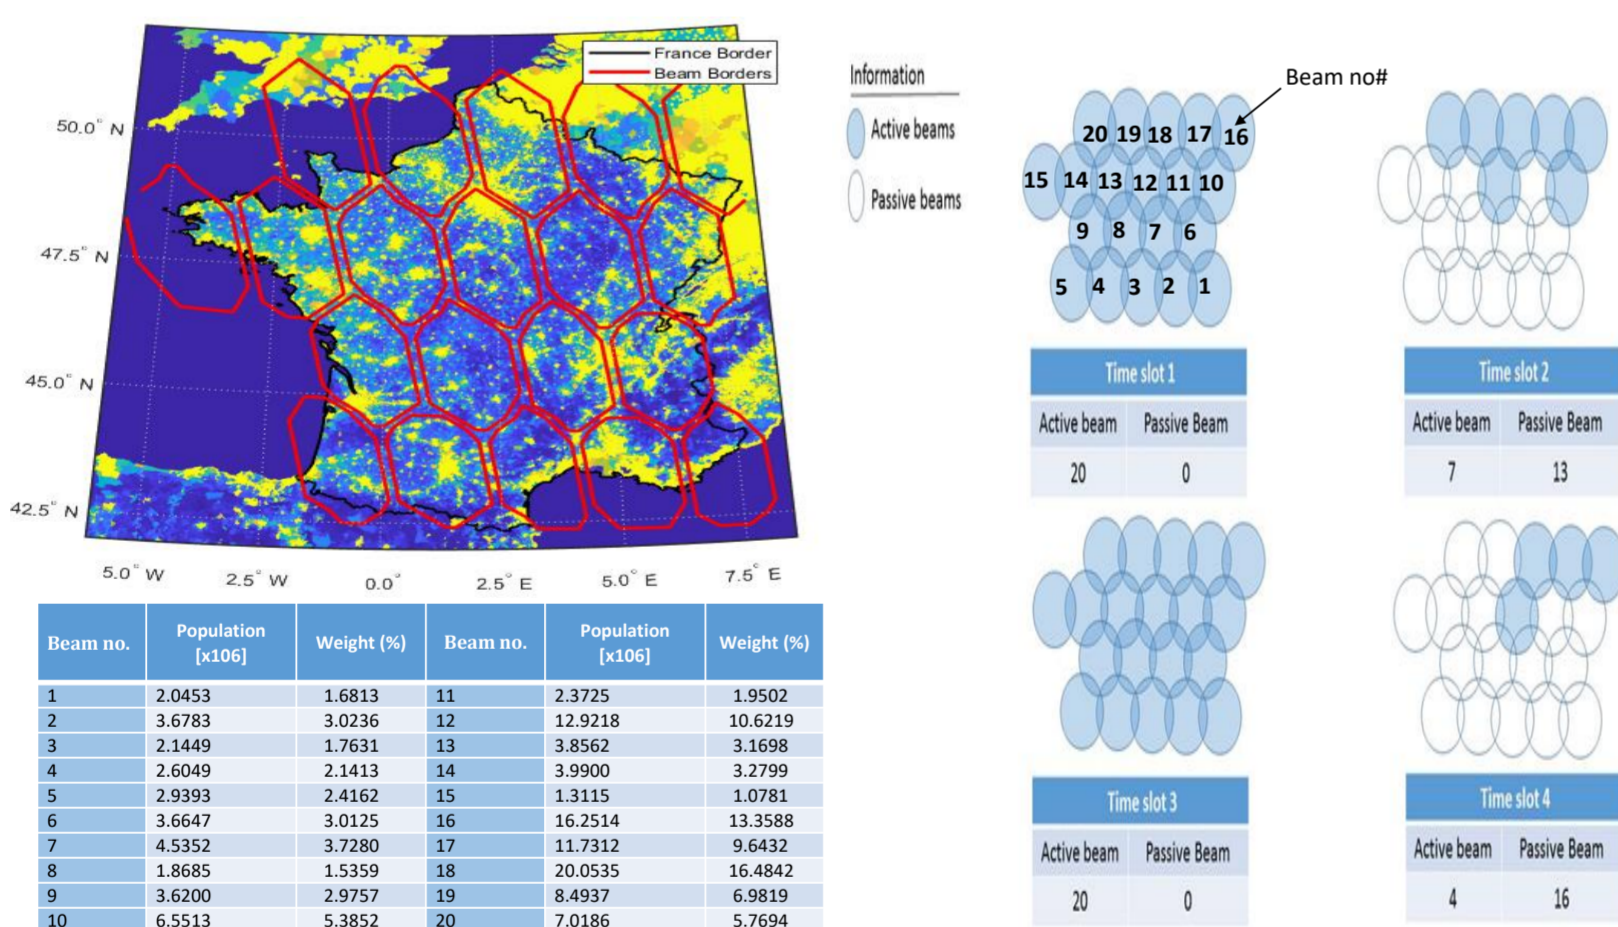 France Border
Beam Borders
50.0° N
47.5° N
45.0° N
42.5° N
5.0° W
2.5° W
0.0°
2.5° E
5.0° E
7.5° E
Beam no. Population [x106] Weight (%) Beam no. Population [x106] Weight (%)
1 2.0453 1.6813 11 2.3725 1.9502
2 3.6783 3.0236 12 12.9218 10.6219
3 2.1449 1.7631 13 3.8562 3.1698
4 2.6049 2.1413 14 3.9900 3.2799
5 2.9393 2.4162 15 1.3115 1.0781
6 3.6647 3.0125 16 16.2514 13.3588
7 4.5352 3.7280 17 11.7312 9.6432
8 1.8685 1.5359 18 20.0535 16.4842
9 3.6200 2.9757 19 8.4937 6.9819
10 6.5513 5.3852 20 7.0186 5.7694
Information
Active beams
Passive beams
Beam no#
20 19 18 17 16
15 14 13 12 11 10
9 8 7 6
5 4 3 2 1
Time slot 1
Active beam Passive Beam
20 0
Time slot 2
Active beam Passive Beam
7 13
Time slot 3
Active beam Passive Beam
20 0
Time slot 4
Active beam Passive Beam
4 16